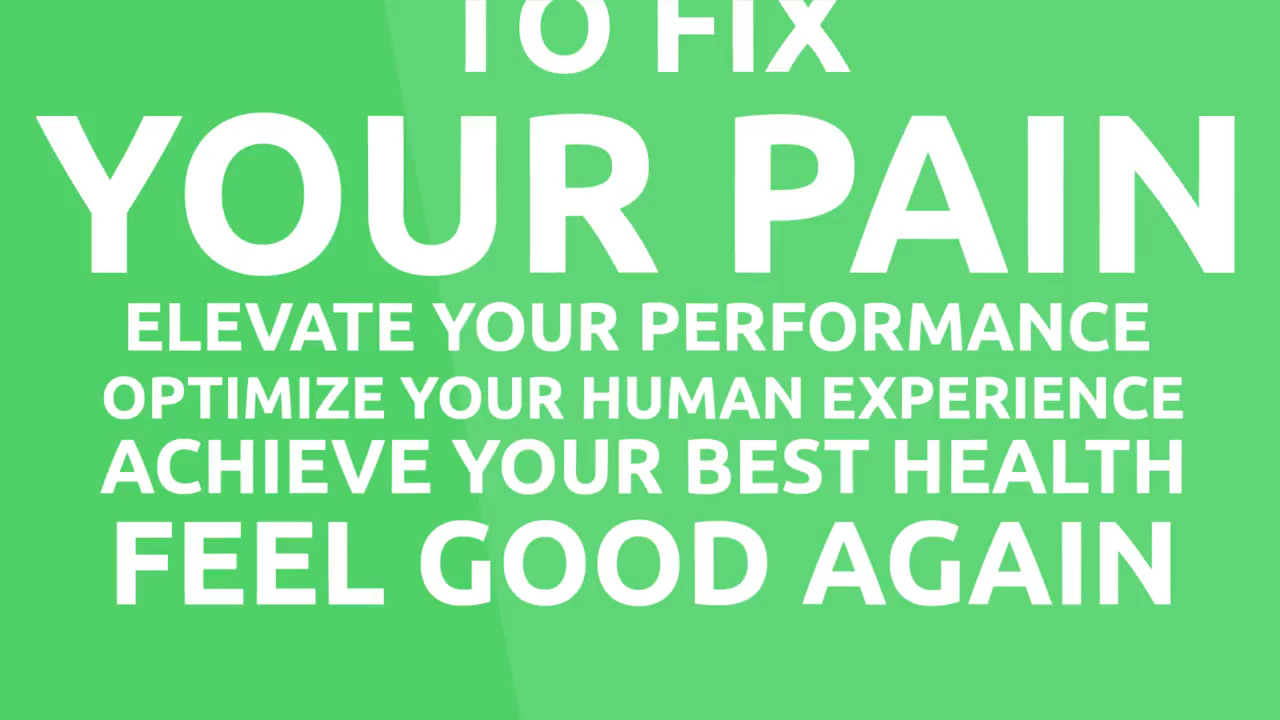 TO FIX
YOUR PAIN
ELEVATE YOUR PERFORMANCE
OPTIMIZE YOUR HUMAN EXPERIENCE
ACHIEVE YOUR BEST HEALTH
FEEL GOOD AGAIN